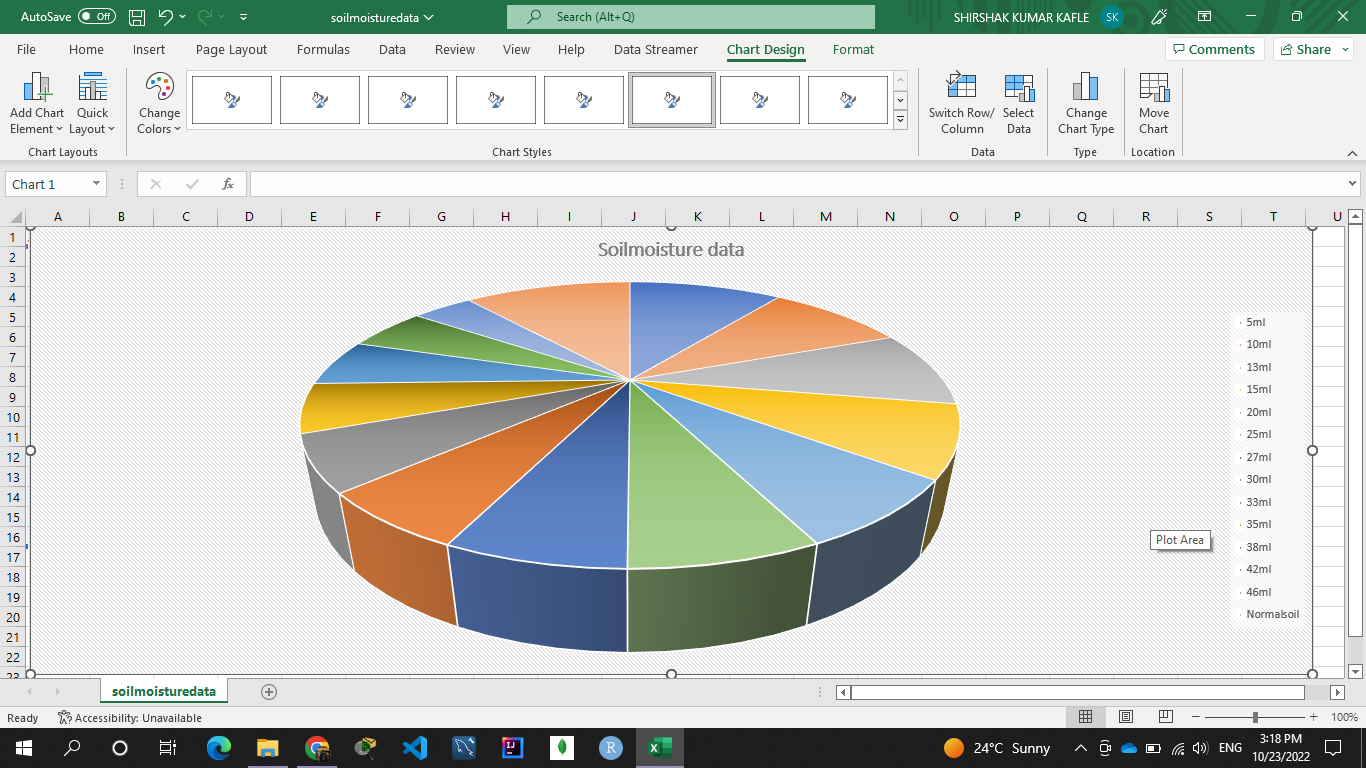 AutoSave Off soilmoisturedata Search (Alt+Q) SHIRSHAK KUMAR KAFLE SK
File Home Insert Page Layout Formulas Data Review View Help Data Streamer Chart Design Format Comments Share
Add Chart Element Quick Layout Change Colors Switch Row/ Column Select Data Change Chart Type Move Chart
Chart Layouts Chart Styles Data Type Location
Chart 1 fx
A B C D E F G H I J K L M N O P Q R S T U
1
2
3
4
5
6
7
8
9
10
11
12
13
14
15
16
17
18
19
20
21
22
23
Soilmoisture data
5ml
10ml
13ml
15ml
20ml
25ml
27ml
30ml
33ml
35ml
38ml
42ml
46ml
Normalsoil
Plot Area
soilmoisturedata
Ready Accessibility: Unavailable 100%
24°C Sunny ENG 3:18 PM
10/23/2022